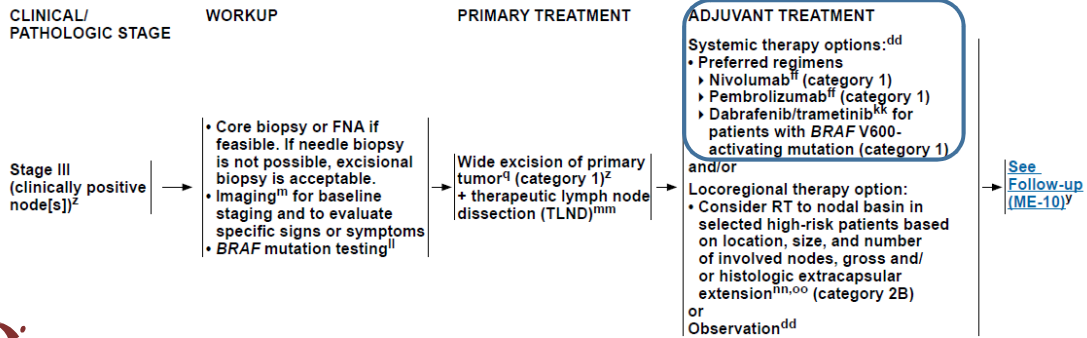 CLINICAL/
PATHOLOGIC STAGE
WORKUP
PRIMARY TREATMENT
ADJUVANT TREATMENT
Stage III
(clinically positive
node[s])z
• Core biopsy or FNA if
feasible. If needle biopsy
is not possible, excisional
biopsy is acceptable.
• Imagingm for baseline
staging and to evaluate
specific signs or symptoms
• BRAF mutation testingll
Wide excision of primary
tumorq (category 1)z
+ therapeutic lymph node
dissection (TLND)mm
Systemic therapy options:dd
• Preferred regimens
▸ Nivolumabff (category 1)
▸ Pembrolizumabff (category 1)
▸ Dabrafenib/trametinibkk for
patients with BRAF V600-
activating mutation (category 1)
and/or
Locoregional therapy option:
• Consider RT to nodal basin in
selected high-risk patients based
on location, size, and number
of involved nodes, gross and/
or histologic extracapsular
extensionnn,oo (category 2B)
or
Observationdd
See
Follow-up
(ME-10)y